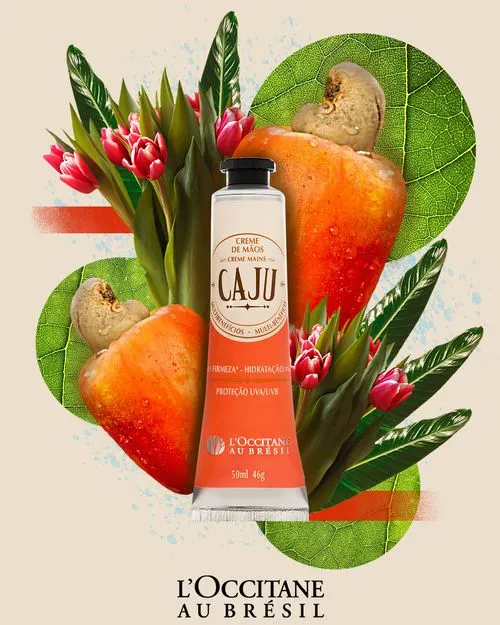 CREME
DE MÃOS
CREME MAINS
CAJU
MULTIBENEFÍCIOS - MULTI-BÉNÉFICES
FIRMEZA* - HIDRATAÇÃO
PROTEÇÃO UVA/UVB
L'OCCITANE
AU BRÉSIL
50ml 46g
L'OCCITANE
AU BRÉSIL